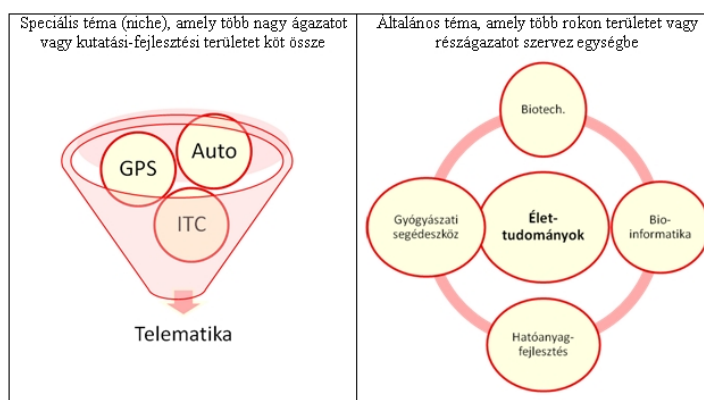 Speciális téma (niche), amely több nagy ágazatot
vagy kutatási-fejlesztési területet köt össze
GPS
Auto
ITC
Telematika
Általános téma, amely több rokon területet vagy
részágazatot szervez egységbe
Biotech.
Gyógyászati
segédeszköz
Élet-
tudományok
Bio-
informatika
Hatóanyag-
fejlesztés